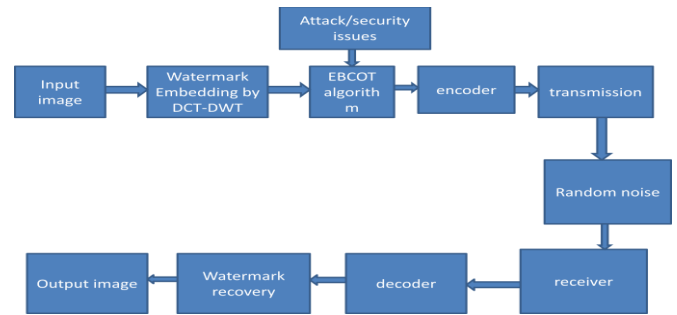 Attack/security
issues
Input
image
Watermark
Embedding by
DCT-DWT
EBCOT
algorith
m
encoder
transmission
Random noise
Output image
Watermark
recovery
decoder
receiver